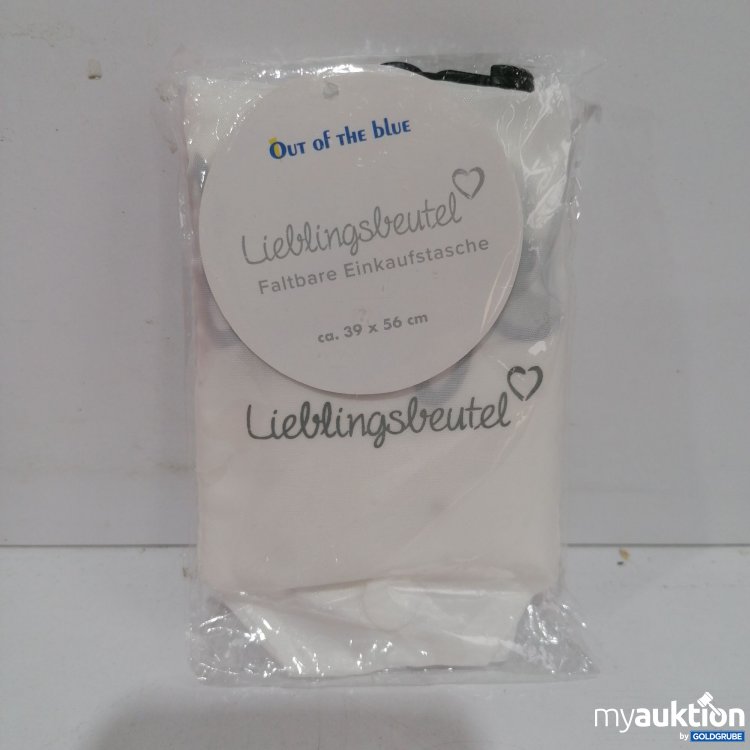 Out of the blue
Lieblingsbeutel
Faltbare Einkaufstasche
ca. 39 x 56 cm
Lieblingsbeutel
myauktion
by GOLDGRUBE